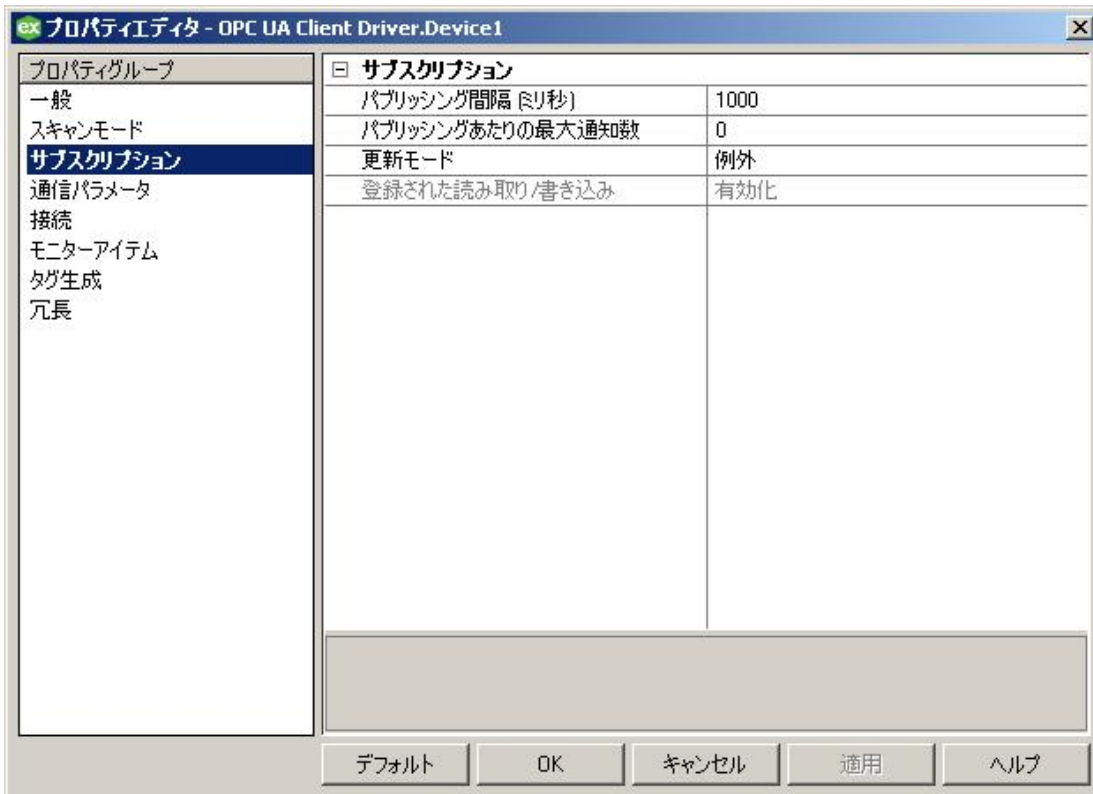 ex プロパティエディタ - OPC UA Client Driver.Device1
プロパティグループ
一般
スキャンモード
サブスクリプション
通信パラメータ
接続
モニターアイテム
タグ生成
冗長
サブスクリプション
パブリッシング間隔 (ミリ秒) 1000
パブリッシングあたりの最大通知数 0
更新モード 例外
登録された読み取り/書き込み 有効化
デフォルト OK キャンセル 適用 ヘルプ